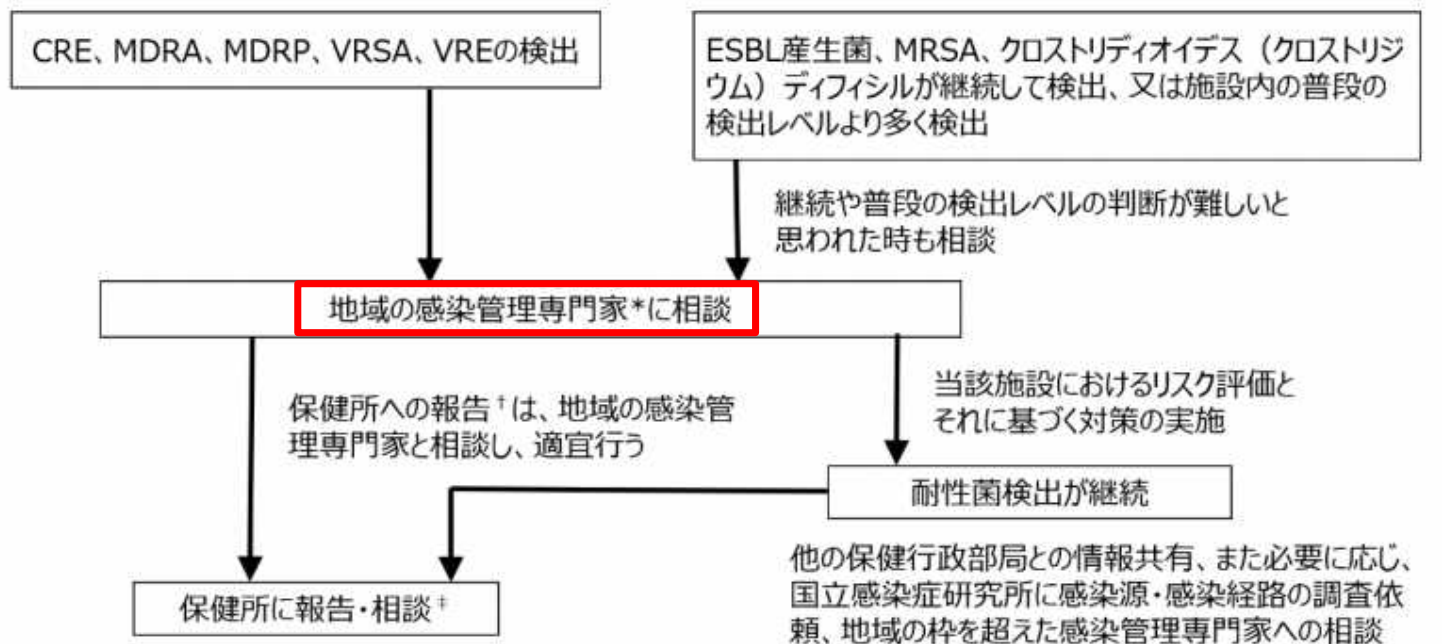 CRE、MDRA、MDRP、VRSA、VREの検出
ESBL産生菌、MRSA、クロストリディオイデス（クロストリジ
ウム）ディフィシルが継続して検出、又は施設内の普段の
検出レベルより多く検出
継続や普段の検出レベルの判断が難しいと
思われた時も相談
地域の感染管理専門家*に相談
保健所への報告†は、地域の感染管
理専門家と相談し、適宜行う
当該施設におけるリスク評価と
それに基づく対策の実施
耐性菌検出が継続
保健所に報告・相談‡
他の保健行政部局との情報共有、また必要に応じ、
国立感染症研究所に感染源・感染経路の調査依
頼、地域の枠を超えた感染管理専門家への相談